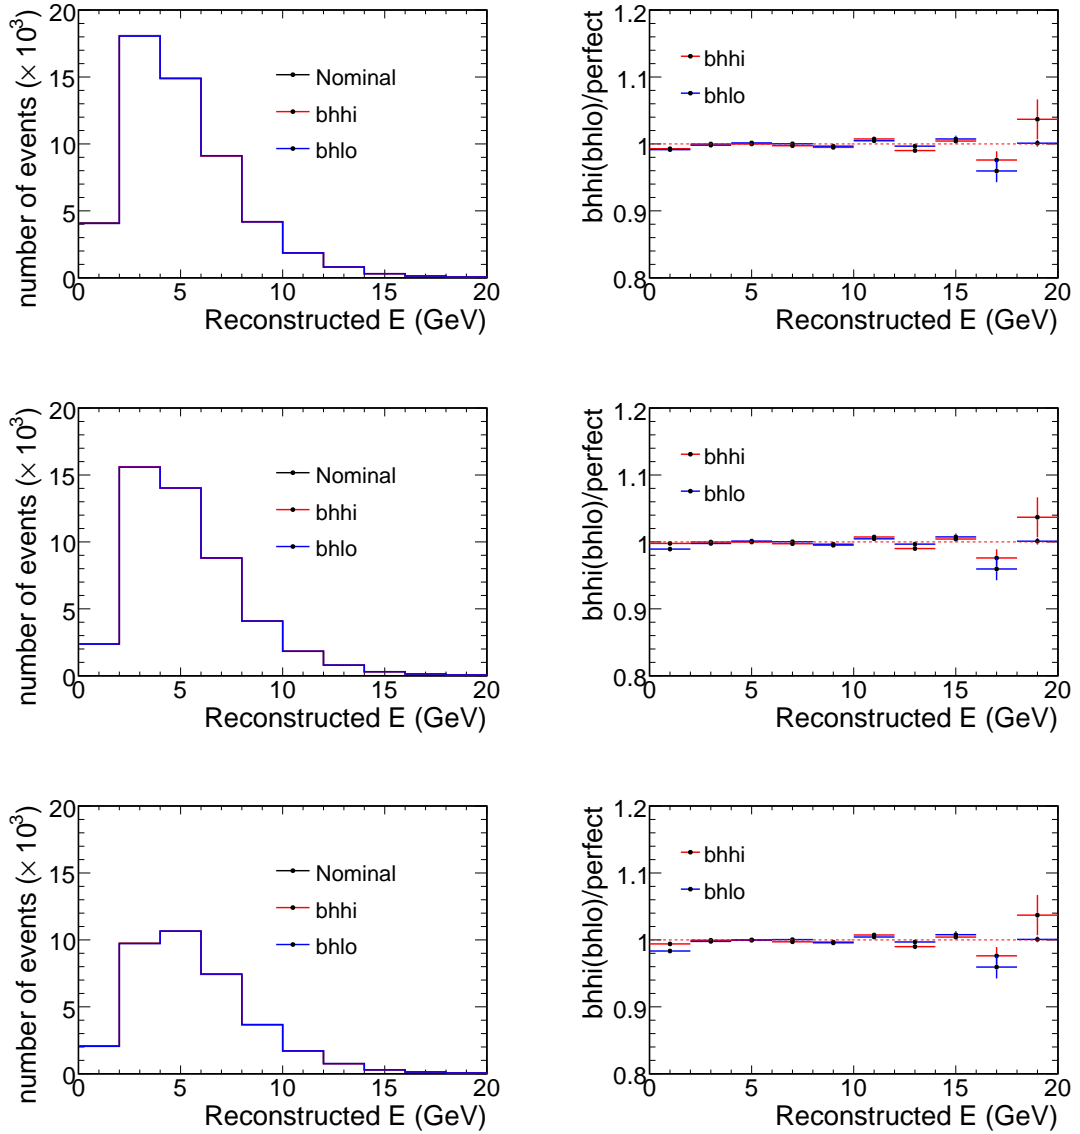 number of events (× 10³)
20
15
10
5
0
Nominal
bhhi
bhlo
0 5 10 15 20
Reconstructed E (GeV)
bhhi(bhlo)/perfect
1.2
1.1
1
0.9
0.8
bhhi
bhlo
0 5 10 15 20
Reconstructed E (GeV)
number of events (× 10³)
20
15
10
5
0
Nominal
bhhi
bhlo
0 5 10 15 20
Reconstructed E (GeV)
bhhi(bhlo)/perfect
1.2
1.1
1
0.9
0.8
bhhi
bhlo
0 5 10 15 20
Reconstructed E (GeV)
number of events (× 10³)
20
15
10
5
0
Nominal
bhhi
bhlo
0 5 10 15 20
Reconstructed E (GeV)
bhhi(bhlo)/perfect
1.2
1.1
1
0.9
0.8
bhhi
bhlo
0 5 10 15 20
Reconstructed E (GeV)